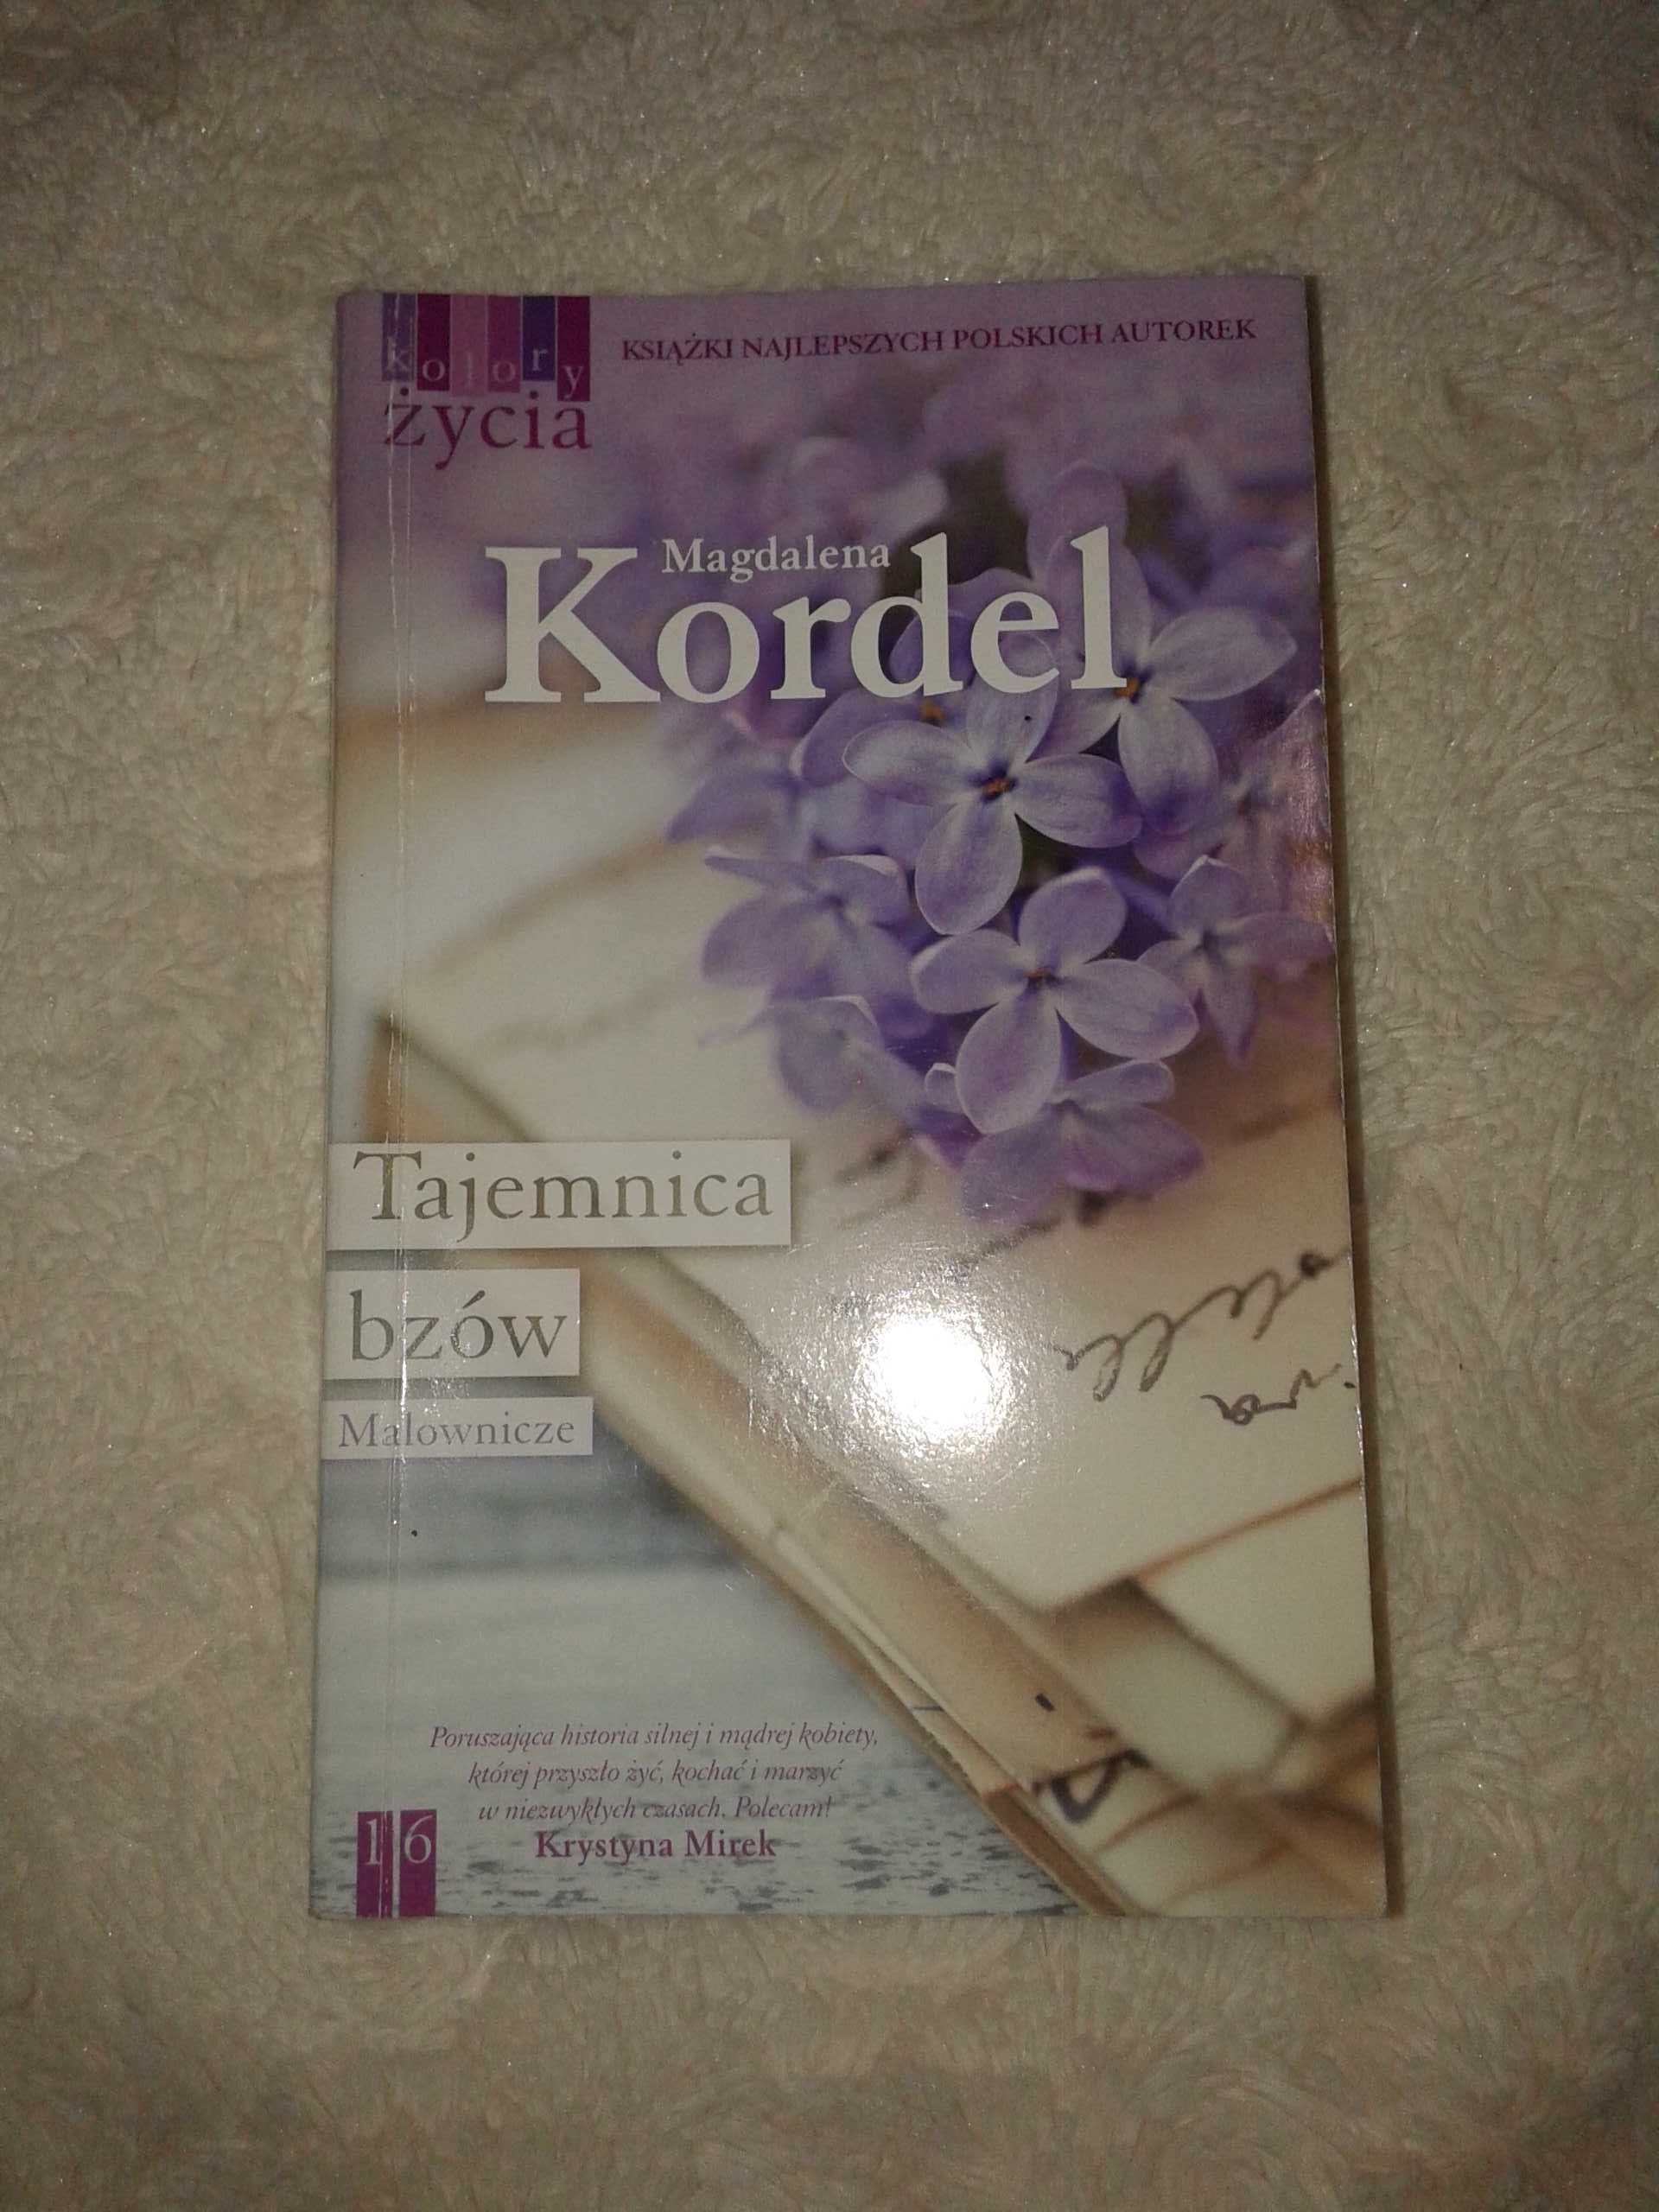 kolory
życia
KSIĄŻKI NAJLEPSZYCH POLSKICH AUTOREK
Magdalena
Kordel
Tajemnica
bzów
Malownicze
Poruszająca historia silnej i mądrej kobiety,
której przyszło żyć, kochać i marzyć
w niezwykłych czasach. Polecam!
Krystyna Mirek
16